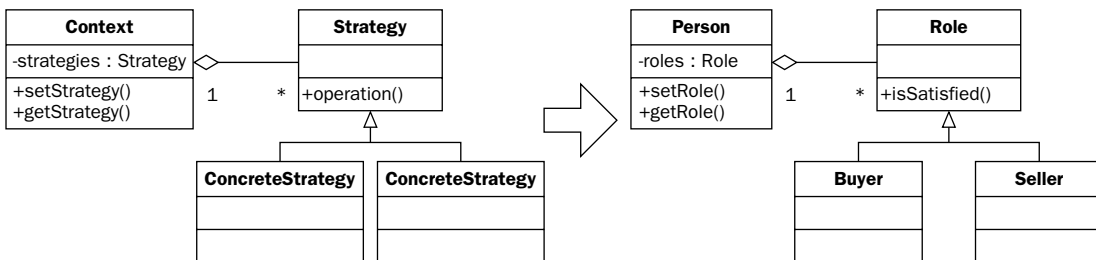 Context
-strategies : Strategy
+setStrategy()
+getStrategy()
1
*
Strategy
+operation()
ConcreteStrategy
ConcreteStrategy
Person
-roles : Role
+setRole()
+getRole()
1
*
Role
+isSatisfied()
Buyer
Seller